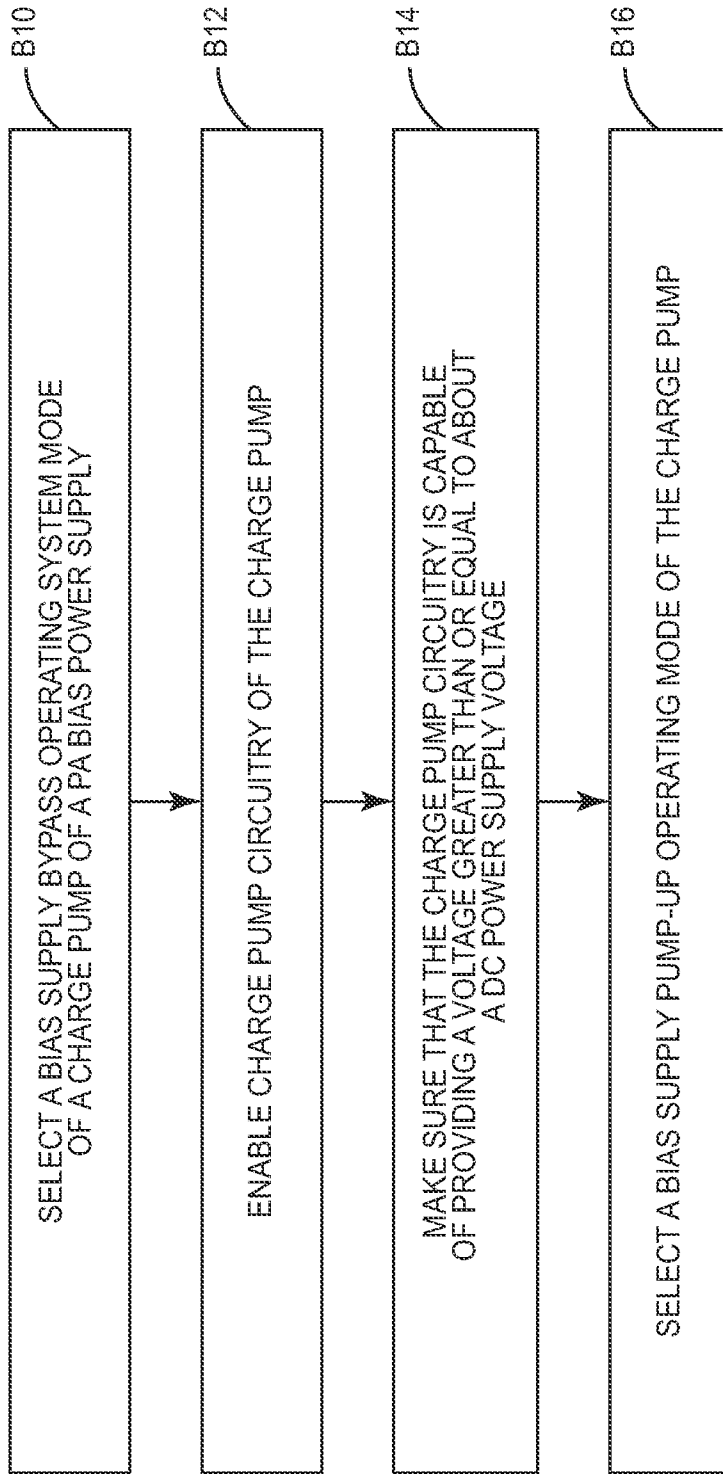 SELECT A BIAS SUPPLY BYPASS OPERATING SYSTEM MODE
OF A CHARGE PUMP OF A PA BIAS POWER SUPPLY
B10
ENABLE CHARGE PUMP CIRCUITRY OF THE CHARGE PUMP
B12
MAKE SURE THAT THE CHARGE PUMP CIRCUITRY IS CAPABLE
OF PROVIDING A VOLTAGE GREATER THAN OR EQUAL TO ABOUT
A DC POWER SUPPLY VOLTAGE
B14
SELECT A BIAS SUPPLY PUMP-UP OPERATING MODE OF THE CHARGE PUMP
B16